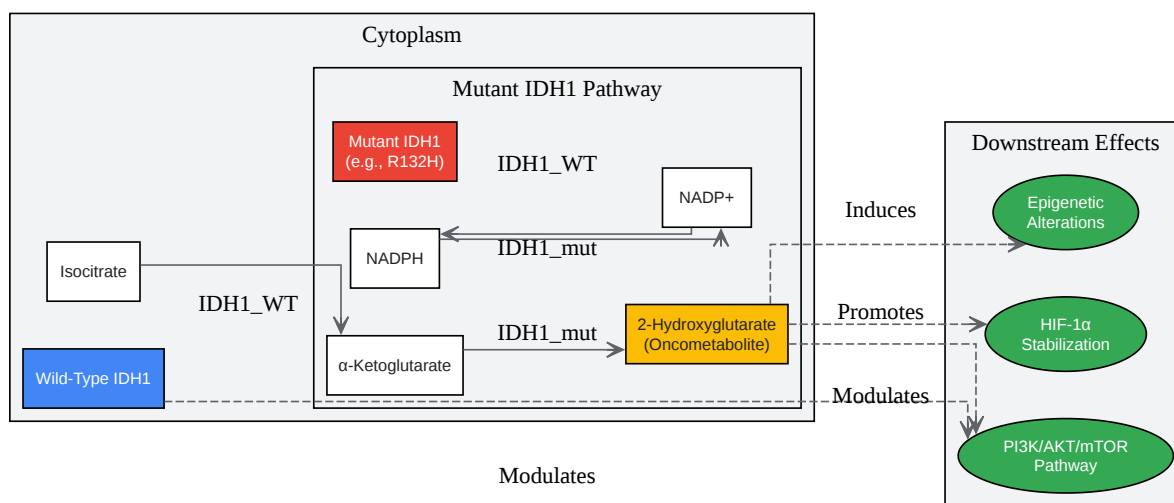 Cytoplasm
Mutant IDH1 Pathway
Mutant IDH1
(e.g., R132H)
IDH1_WT
NADP+
NADPH
IDH1_mut
Isocitrate
IDH1_WT
α-Ketoglutarate
IDH1_mut
2-Hydroxyglutarate
(Oncometabolite)
Wild-Type IDH1
Induces
Promotes
Modulates
Modulates
Downstream Effects
Epigenetic
Alterations
HIF-1α
Stabilization
PI3K/AKT/mTOR
Pathway